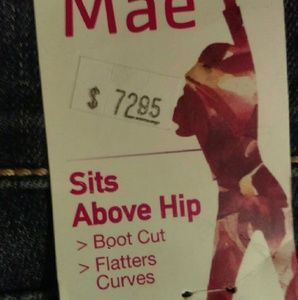 Mae
$ 7295
Sits
Above Hip
> Boot Cut
> Flatters
Curves